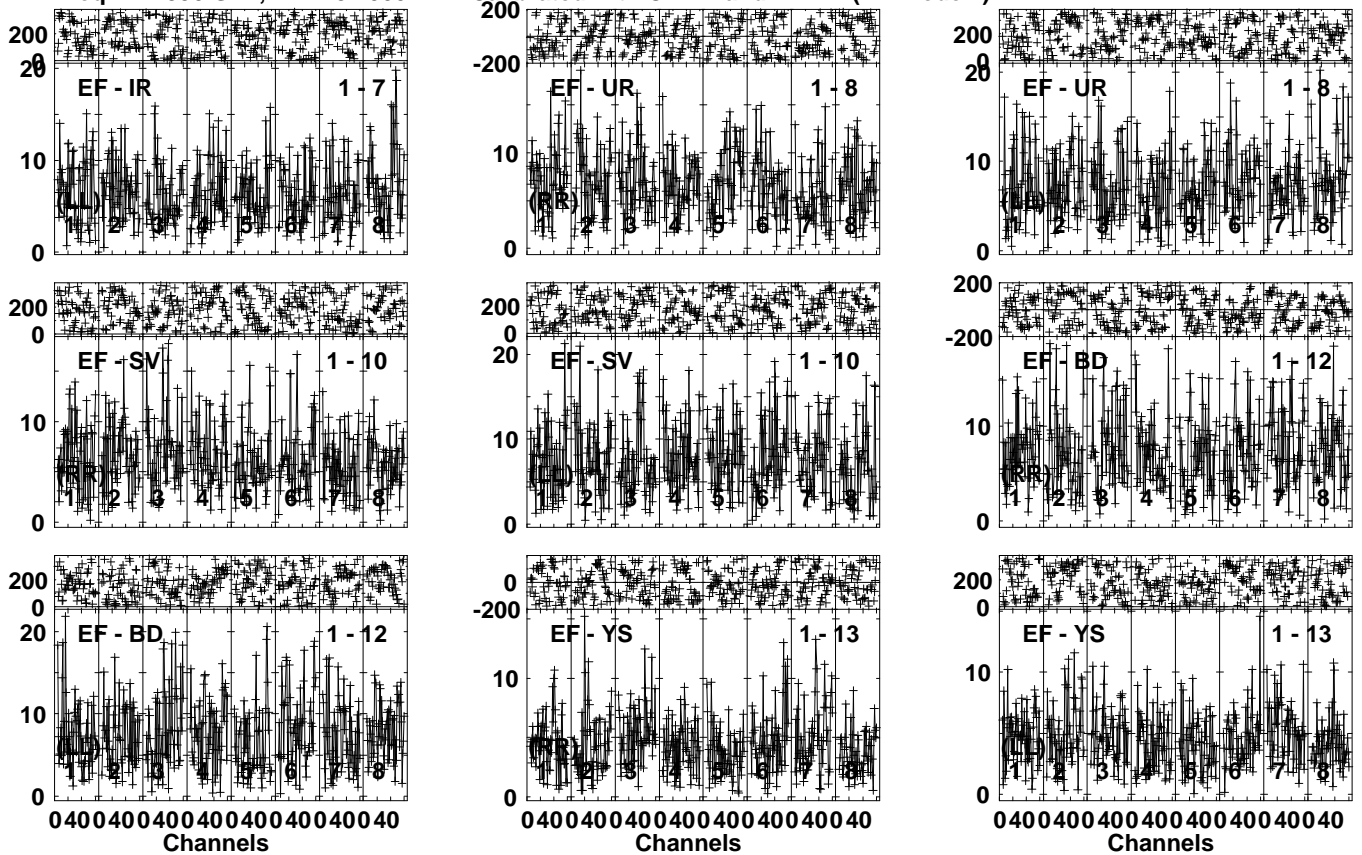 200 200 200
0 -200 0
20 EF - IR 1 - 7 EF - UR 1 - 8 20 EF - UR 1 - 8
10 10 10
(LL) (RR) (LL)
1 2 3 4 5 6 7 8 1 2 3 4 5 6 7 8 1 2 3 4 5 6 7 8
0 0 0
200 200 200
0 0 -200
EF - SV 1 - 10 20 EF - SV 1 - 10 EF - BD 1 - 12
10 10 10
(RR) (LL) (RR)
1 2 3 4 5 6 7 8 1 2 3 4 5 6 7 8 1 2 3 4 5 6 7 8
0 0 0
200 0 200
0 -200 0
20 EF - BD 1 - 12 EF - YS 1 - 13 EF - YS 1 - 13
10 10 10
(LL) (RR) (LL)
1 2 3 4 5 6 7 8 1 2 3 4 5 6 7 8 1 2 3 4 5 6 7 8
0 0 0
0 40 0 40 0 40 0 40 0 40 0 40 0 40 0 40 0 40 0 40 0 40 0 40 0 40 0 40 0 40 0 40 0 40 0 40 0 40 0 40 0 40 0 40 0 40 0 40
Channels Channels Channels